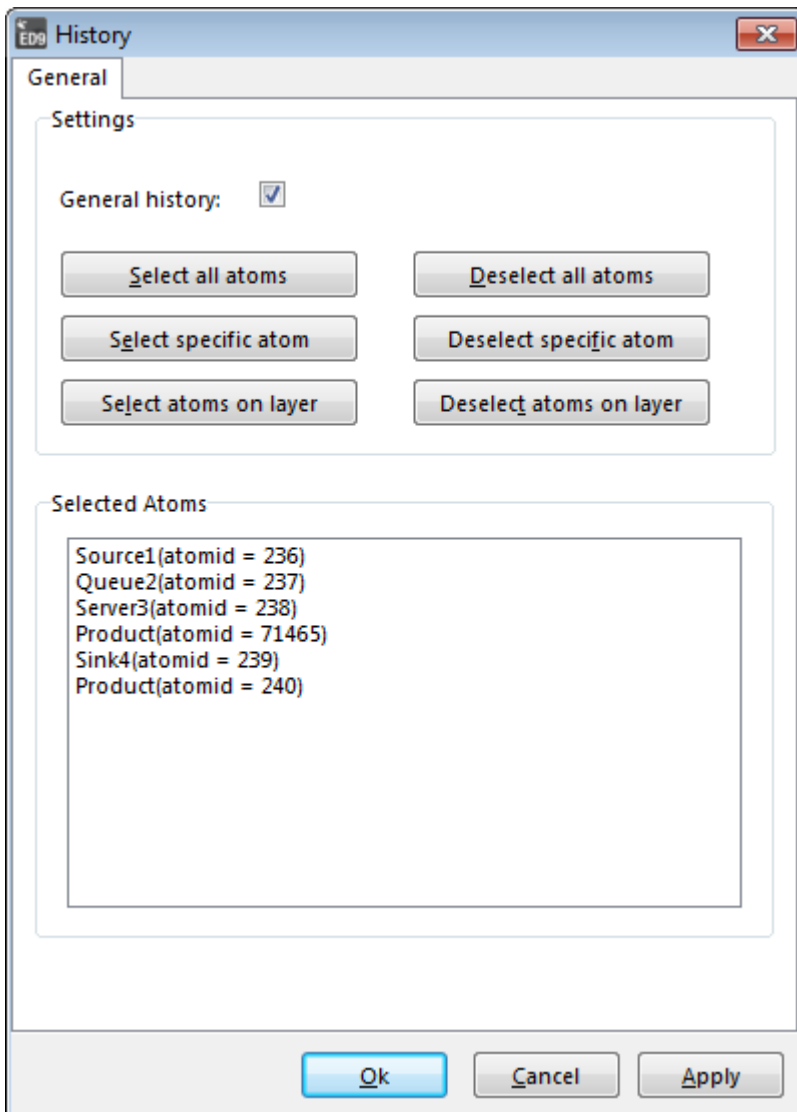 ED9 History
General
Settings
General history:
Select all atoms Deselect all atoms
Select specific atom Deselect specific atom
Select atoms on layer Deselect atoms on layer
Selected Atoms
Source1(atomid = 236)
Queue2(atomid = 237)
Server3(atomid = 238)
Product(atomid = 71465)
Sink4(atomid = 239)
Product(atomid = 240)
Ok Cancel Apply